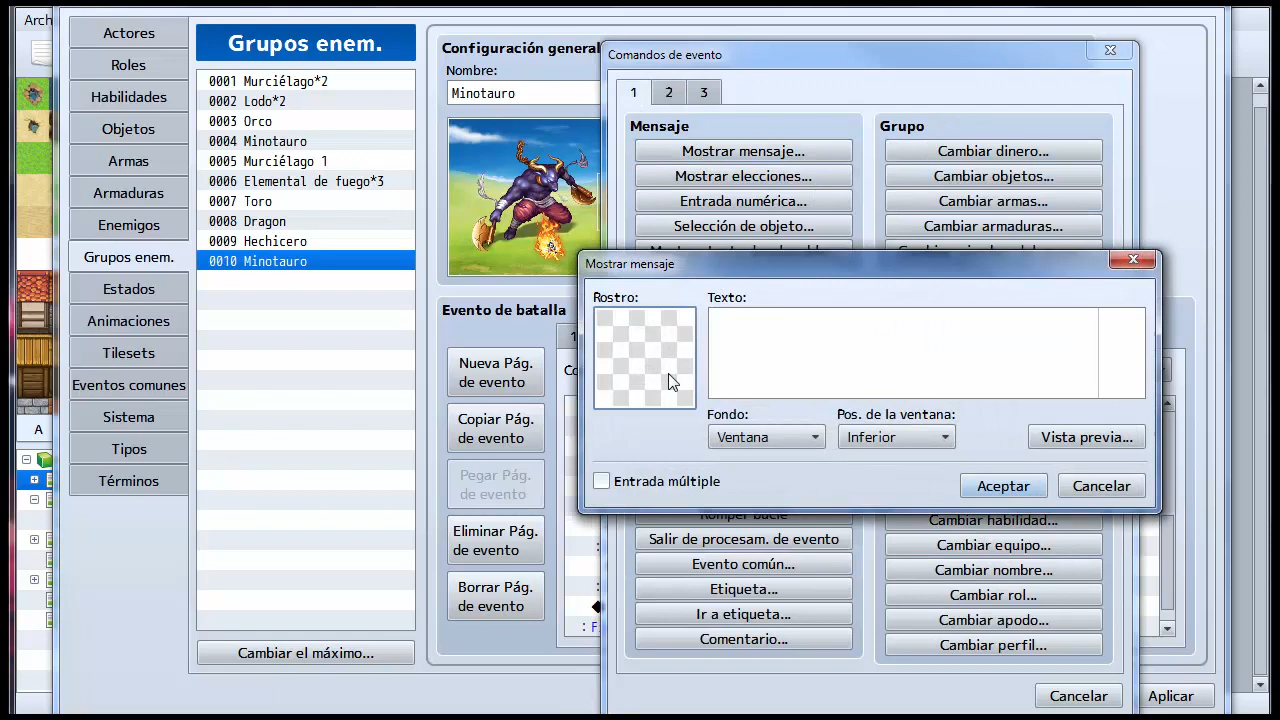 Arch
Actores
Roles
Habilidades
Objetos
Armas
Armaduras
Enemigos
Grupos enem.
Estados
Animaciones
Tilesets
Eventos comunes
Sistema
Tipos
Términos
A
Grupos enem.
0001 Murciélago*2
0002 Lodo*2
0003 Orco
0004 Minotauro
0005 Murciélago 1
0006 Elemental de fuego*3
0007 Toro
0008 Dragon
0009 Hechicero
0010 Minotauro
Cambiar el máximo...
Configuración general
Nombre:
Minotauro
Evento de batalla
1
Co
Nueva Pág.
de evento
Copiar Pág.
de evento
Pegar Pág.
de evento
Eliminar Pág.
de evento
Borrar Pág.
de evento
:
:
: F
Comandos de evento
1 2 3
Mensaje
Mostrar mensaje...
Mostrar elecciones...
Entrada numérica...
Selección de objeto...
Grupo
Cambiar dinero...
Cambiar objetos...
Cambiar armas...
Cambiar armaduras...
Mostrar mensaje
Rostro:
Texto:
Fondo:
Ventana
Pos. de la ventana:
Inferior
Vista previa...
Entrada múltiple
Aceptar
Cancelar
Romper bucle
Salir de procesam. de evento
Evento común...
Etiqueta...
Ir a etiqueta...
Comentario...
Cambiar habilidad...
Cambiar equipo...
Cambiar nombre...
Cambiar rol...
Cambiar apodo...
Cambiar perfil...
Cancelar
Aplicar